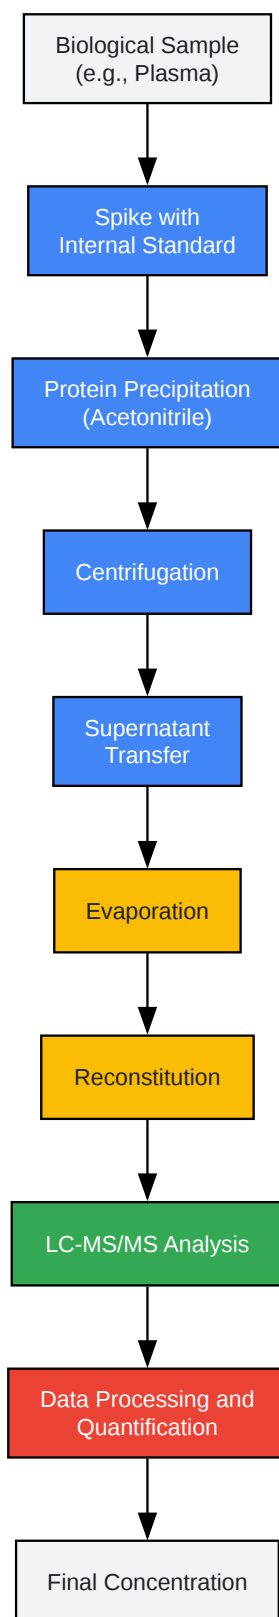 Biological Sample
(e.g., Plasma)
Spike with
Internal Standard
Protein Precipitation
(Acetonitrile)
Centrifugation
Supernatant
Transfer
Evaporation
Reconstitution
LC-MS/MS Analysis
Data Processing and
Quantification
Final Concentration